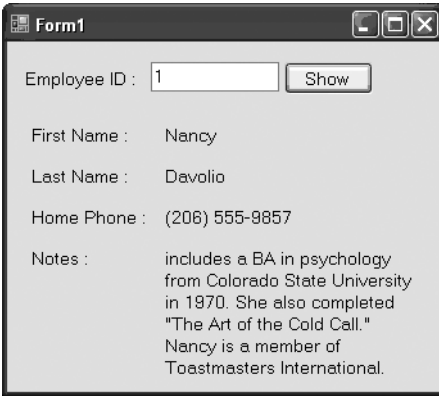 Form1
Employee ID : 1 Show
First Name : Nancy
Last Name : Davolio
Home Phone : (206) 555-9857
Notes : includes a BA in psychology
from Colorado State University
in 1970. She also completed
"The Art of the Cold Call."
Nancy is a member of
Toastmasters International.